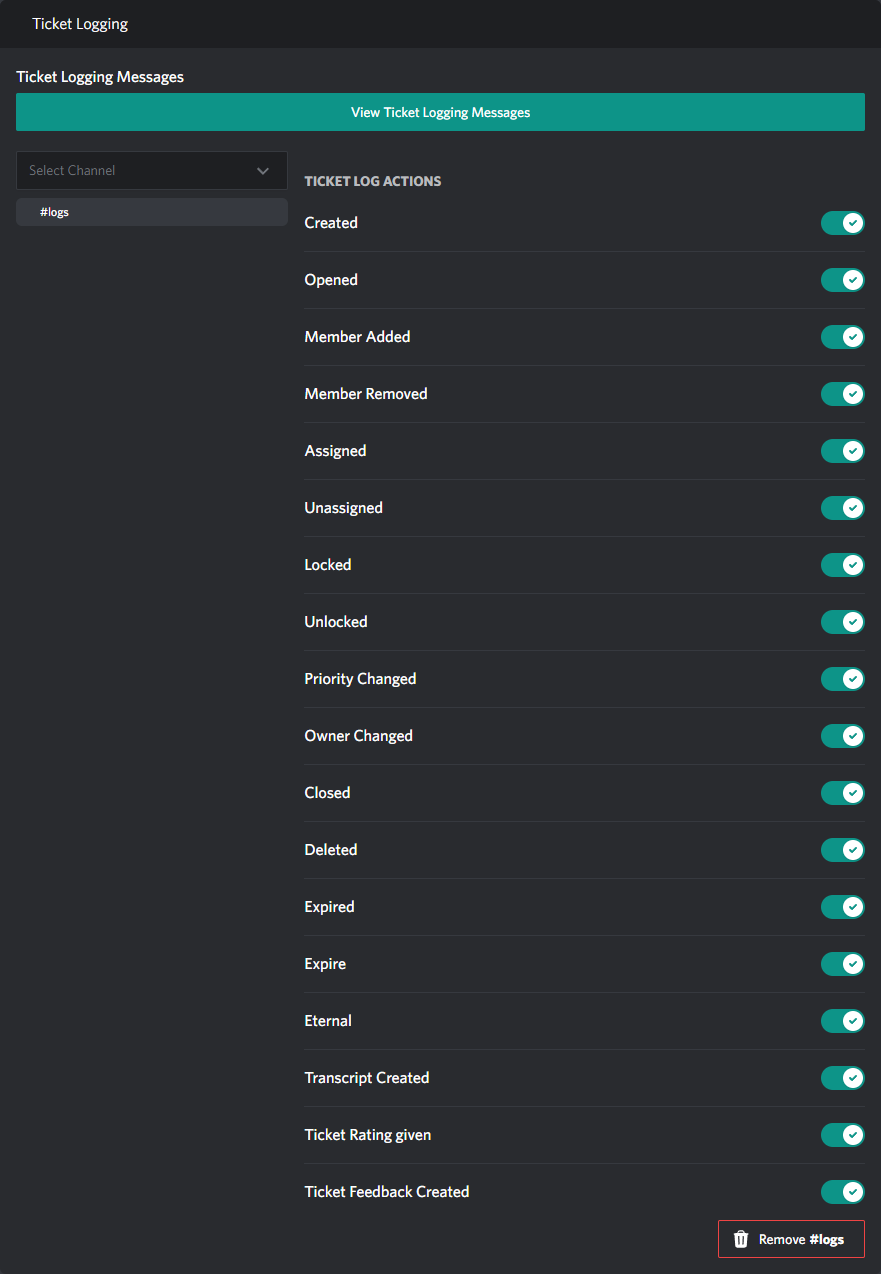 Ticket Logging
Ticket Logging Messages
View Ticket Logging Messages
Select Channel
#logs
TICKET LOG ACTIONS
Created
Opened
Member Added
Member Removed
Assigned
Unassigned
Locked
Unlocked
Priority Changed
Owner Changed
Closed
Deleted
Expired
Expire
Eternal
Transcript Created
Ticket Rating given
Ticket Feedback Created
Remove #logs